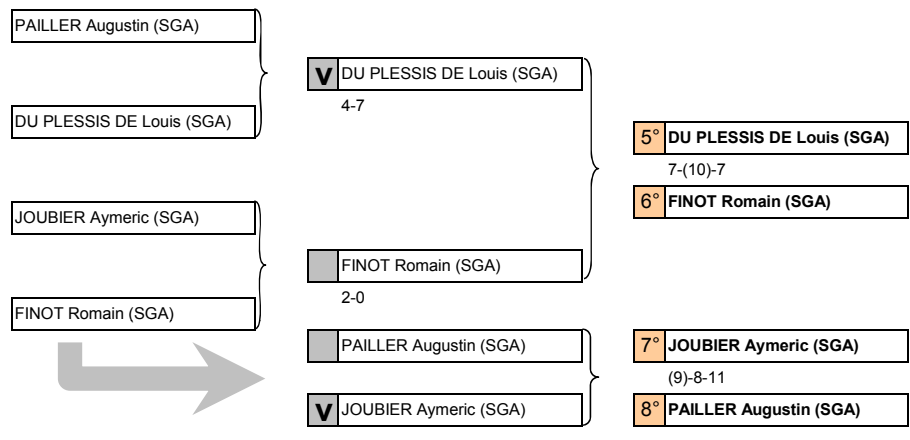 PAILLER Augustin (SGA)
DU PLESSIS DE Louis (SGA)
JOUBIER Aymeric (SGA)
FINOT Romain (SGA)
V DU PLESSIS DE Louis (SGA)
4-7
FINOT Romain (SGA)
2-0
PAILLER Augustin (SGA)
V JOUBIER Aymeric (SGA)
5° DU PLESSIS DE Louis (SGA)
7-(10)-7
6° FINOT Romain (SGA)
7° JOUBIER Aymeric (SGA)
(9)-8-11
8° PAILLER Augustin (SGA)